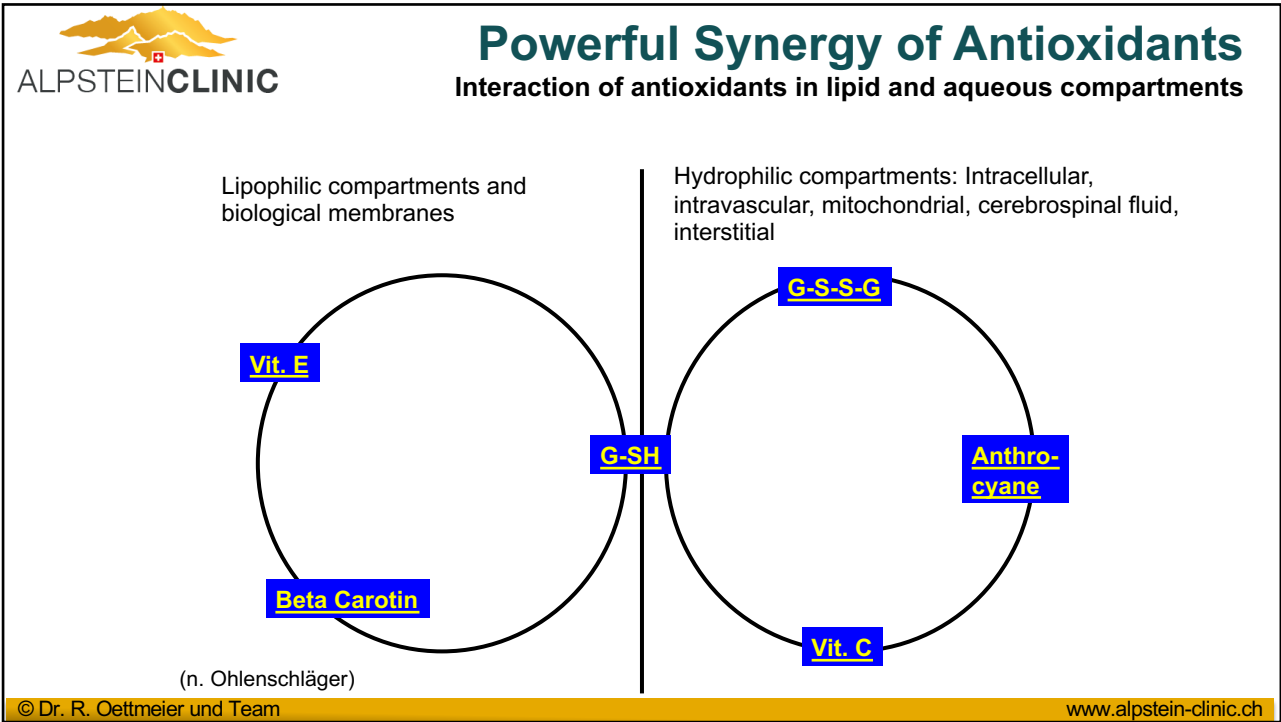 ALPSTEINCLINIC
Powerful Synergy of Antioxidants
Interaction of antioxidants in lipid and aqueous compartments
Lipophilic compartments and
biological membranes
Hydrophilic compartments: Intracellular,
intravascular, mitochondrial, cerebrospinal fluid,
interstitial
G-S-S-G
Vit. E
G-SH
Anthro-
cyane
Beta Carotin
Vit. C
(n. Ohlenschläger)
© Dr. R. Oettmeier und Team
www.alpstein-clinic.ch